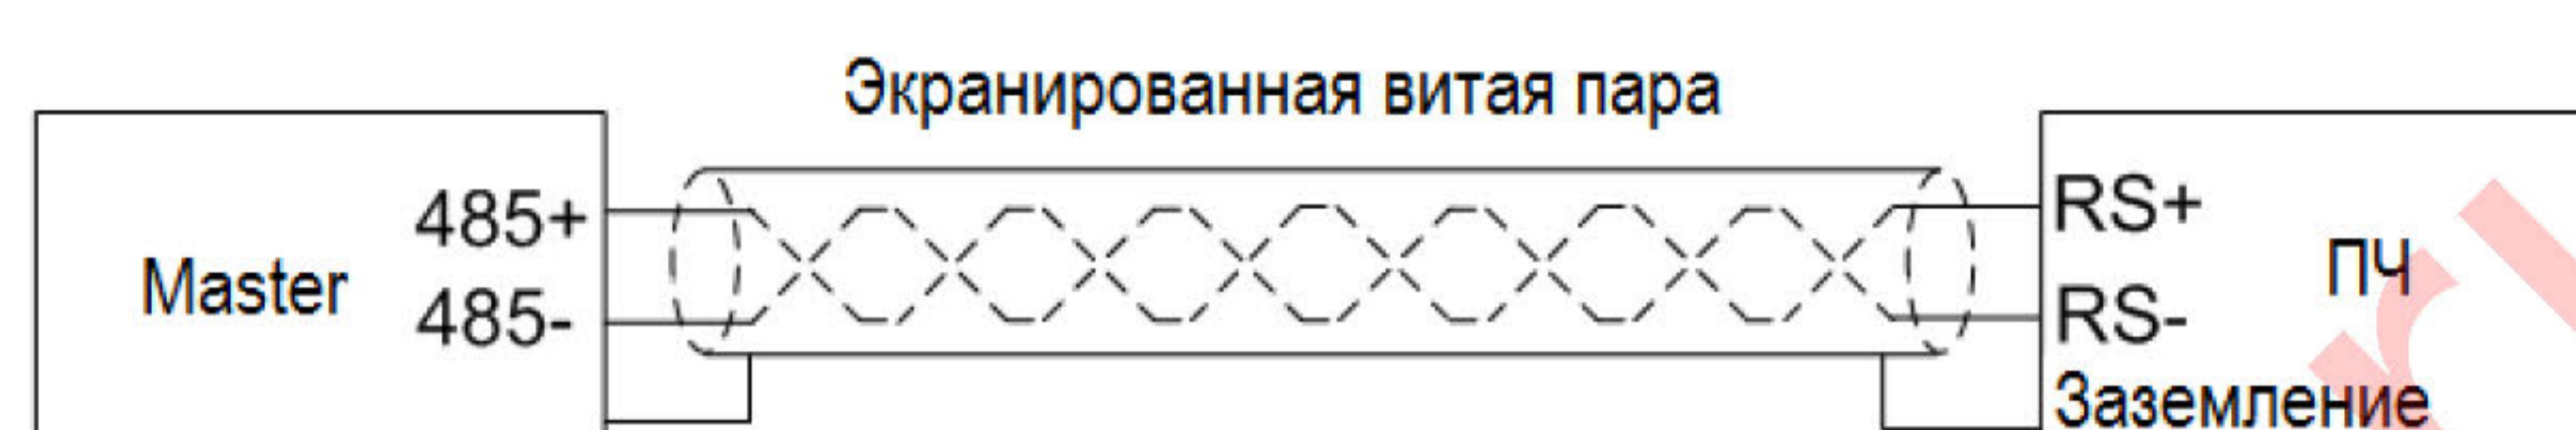 Экранированная витая пара
485+
RS+
Master
ПЧ
485-
RS-
Заземление